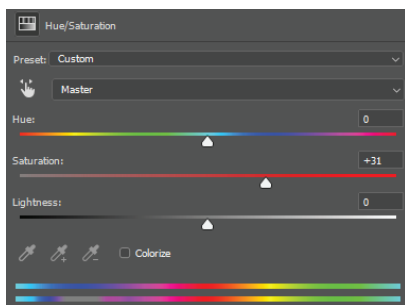 Hue/Saturation
Preset: Custom
Master
Hue: 0
Saturation: +31
Lightness: 0
Colorize